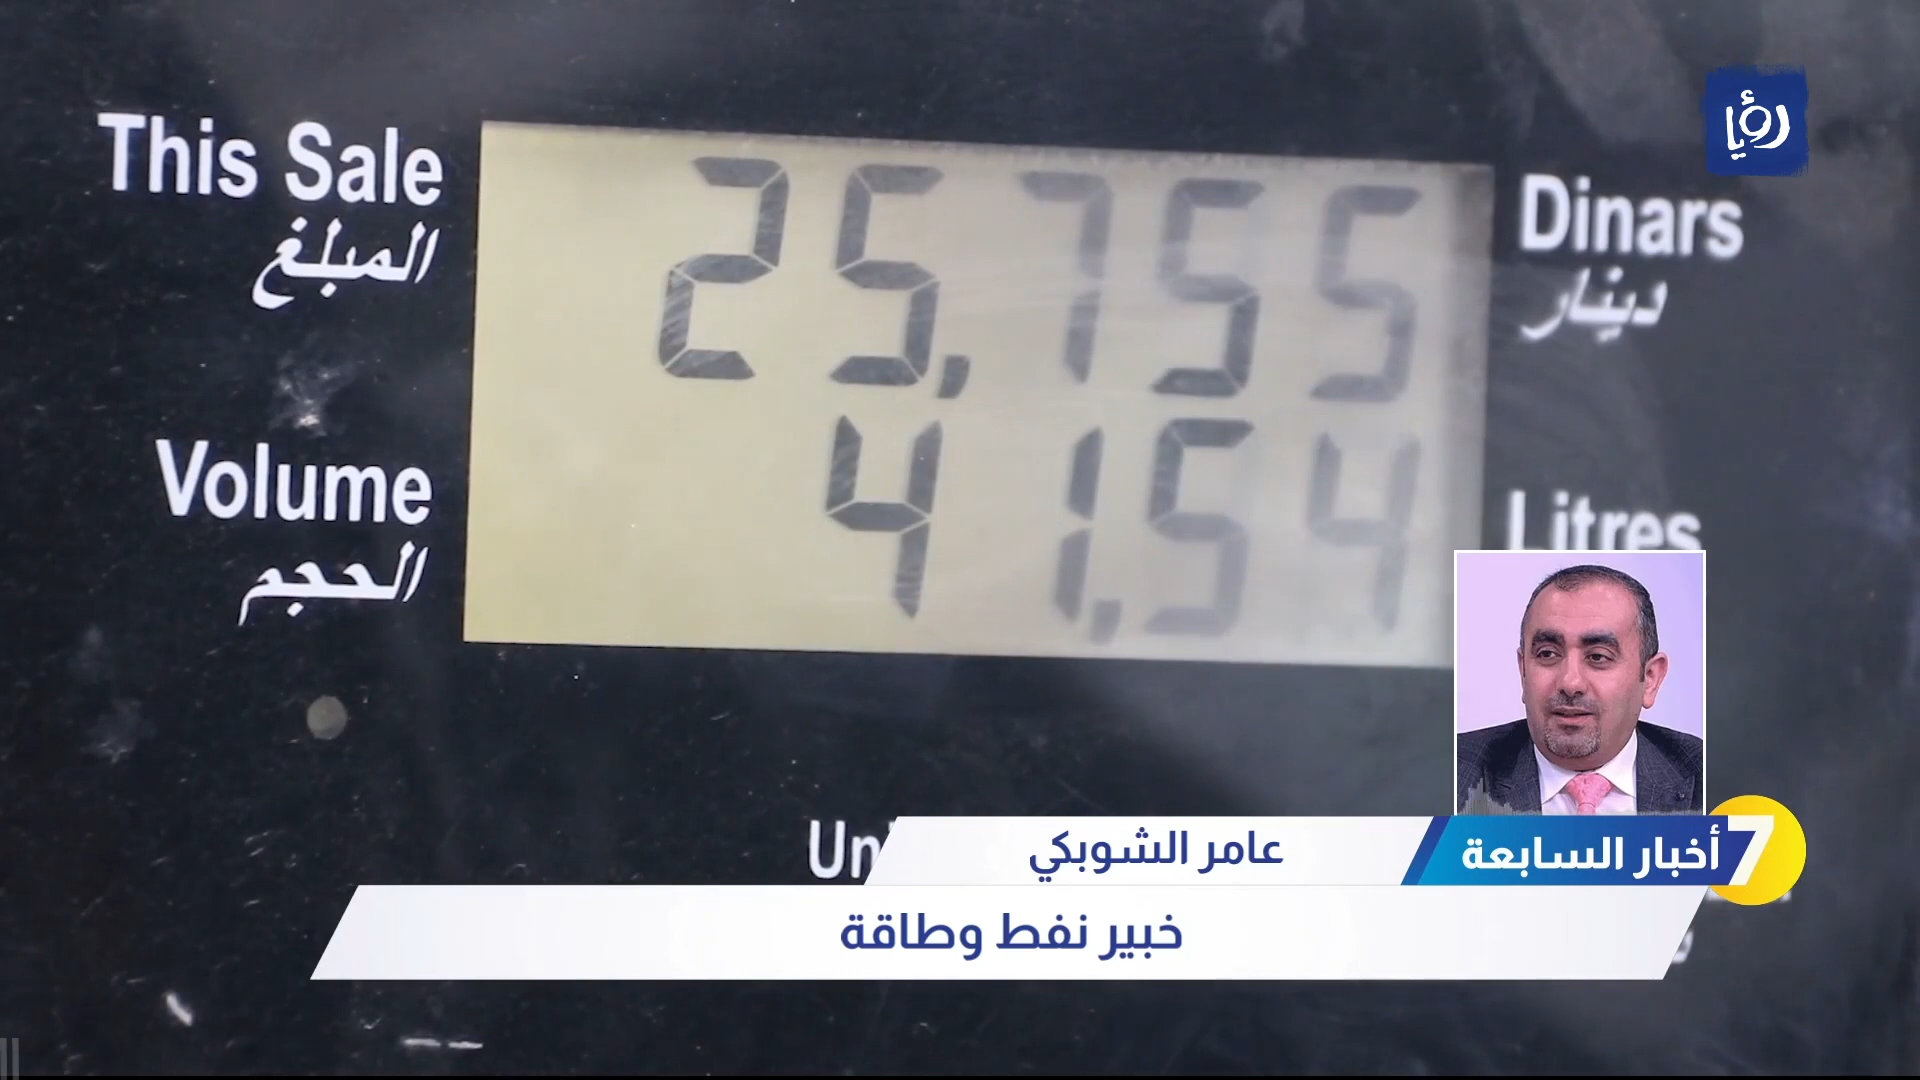 رؤيا
This Sale
المبلغ
25,755
Dinars
دينار
Volume
الحجم
41,54
Litres
عامر الشوبكي
أخبار السابعة 7
خبير نفط وطاقة